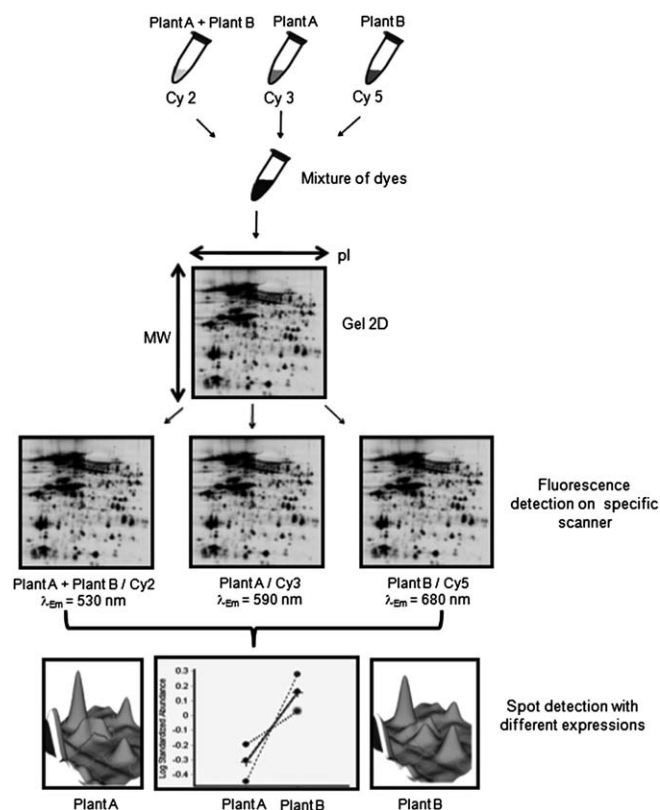 Plant A + Plant B
Plant A
Plant B
Cy 2
Cy 3
Cy 5
Mixture of dyes
pI
MW
Gel 2D
Fluorescence
detection on specific
scanner
Plant A + Plant B / Cy2
λEm = 530 nm
Plant A / Cy3
λEm = 590 nm
Plant B / Cy5
λEm = 680 nm
Log Standardized Abundance
0.3
0.2
0.1
0
-0.1
-0.2
-0.3
-0.4
Spot detection with
different expressions
Plant A
Plant A
Plant B
Plant B